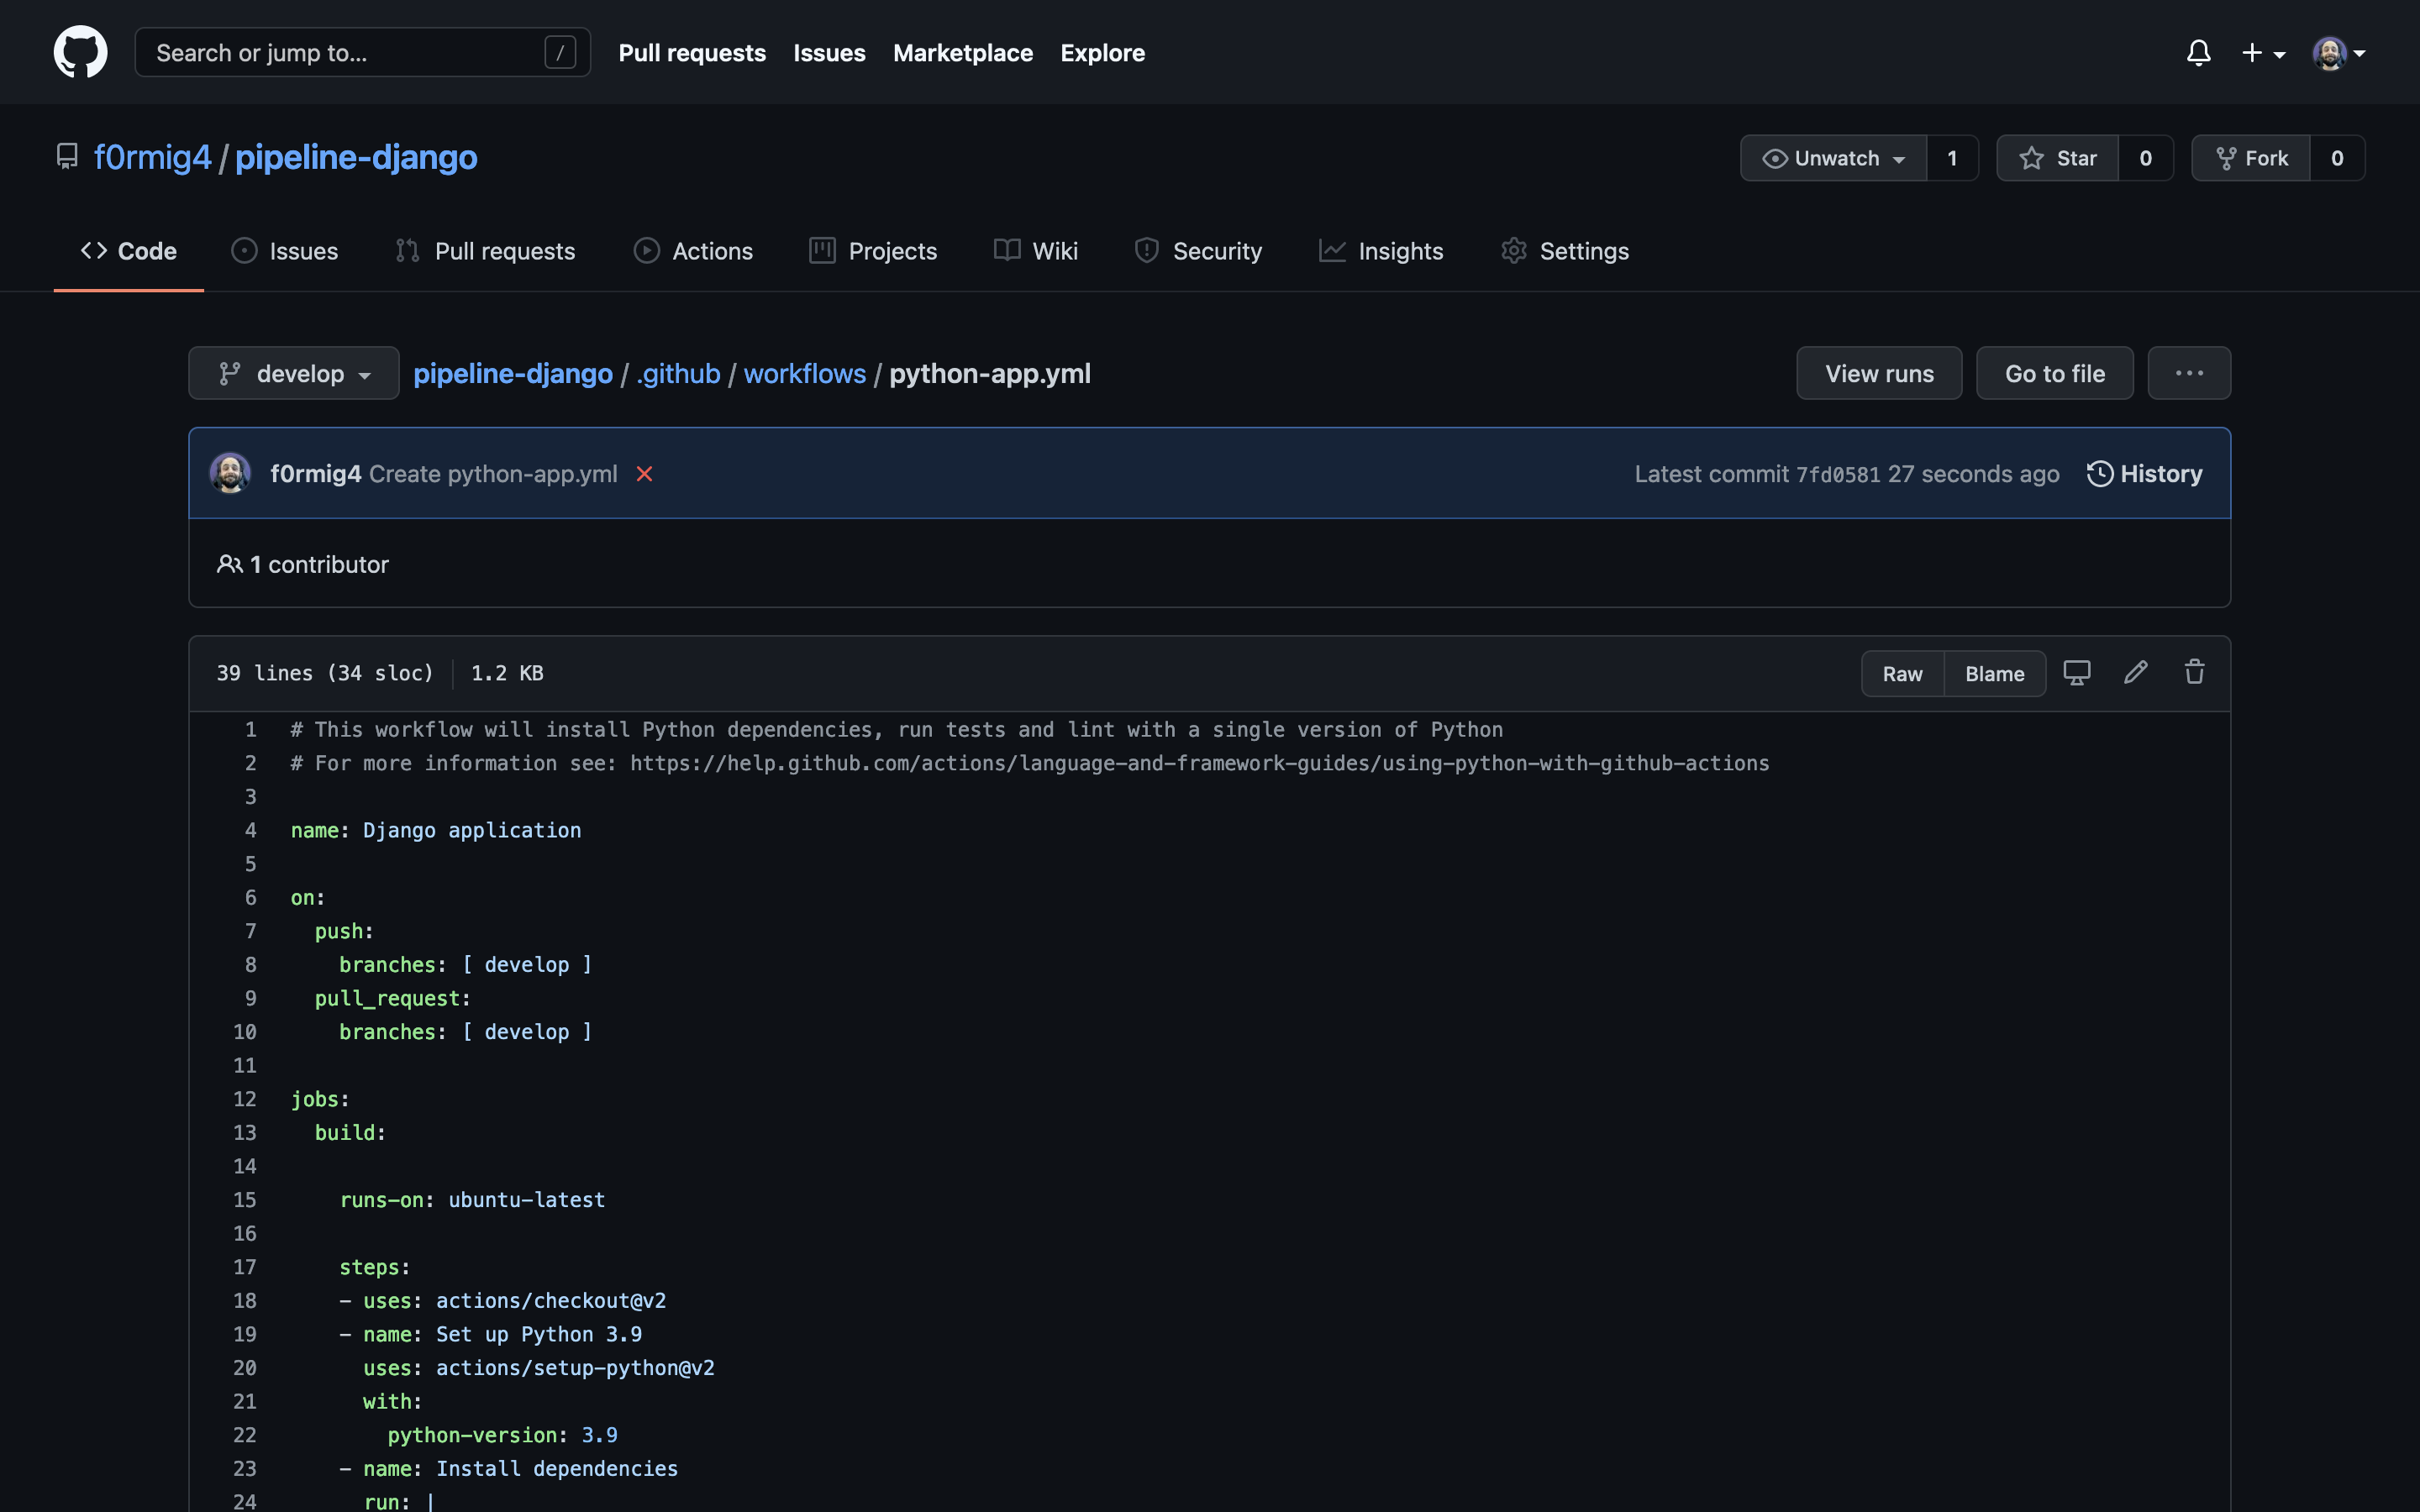 Search or jump to... / Pull requests Issues Marketplace Explore
f0rmig4 / pipeline-django Unwatch 1 Star 0 Fork 0
Code Issues Pull requests Actions Projects Wiki Security Insights Settings
develop pipeline-django / .github / workflows / python-app.yml View runs Go to file ...
f0rmig4 Create python-app.yml Latest commit 7fd0581 27 seconds ago History
1 contributor
39 lines (34 sloc) 1.2 KB Raw Blame
1 # This workflow will install Python dependencies, run tests and lint with a single version of Python
2 # For more information see: https://help.github.com/actions/language-and-framework-guides/using-python-with-github-actions
3
4 name: Django application
5
6 on:
7   push:
8     branches: [ develop ]
9   pull_request:
10     branches: [ develop ]
11
12 jobs:
13   build:
14
15     runs-on: ubuntu-latest
16
17     steps:
18     - uses: actions/checkout@v2
19     - name: Set up Python 3.9
20       uses: actions/setup-python@v2
21       with:
22         python-version: 3.9
23     - name: Install dependencies
24       run: |